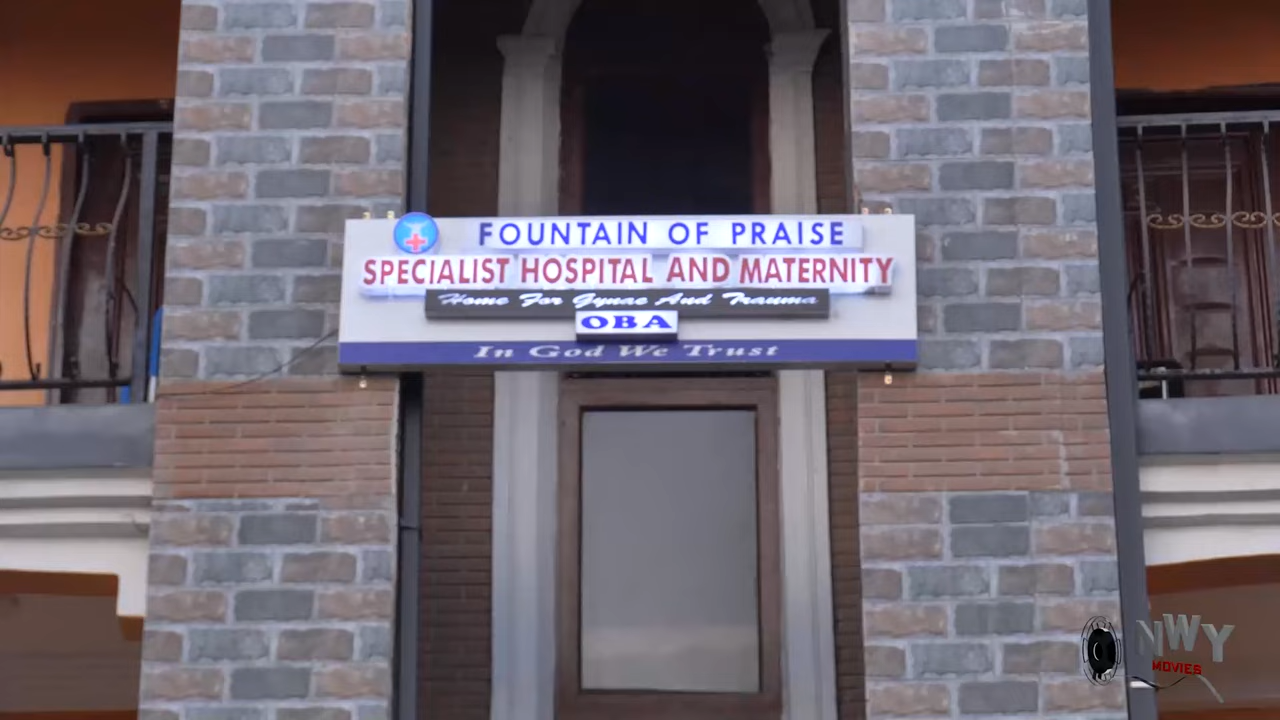 FOUNTAIN OF PRAISE
SPECIALIST HOSPITAL AND MATERNITY
Home For Gynae And Trauma
OBA
In God We Trust
NWY
MOVIES